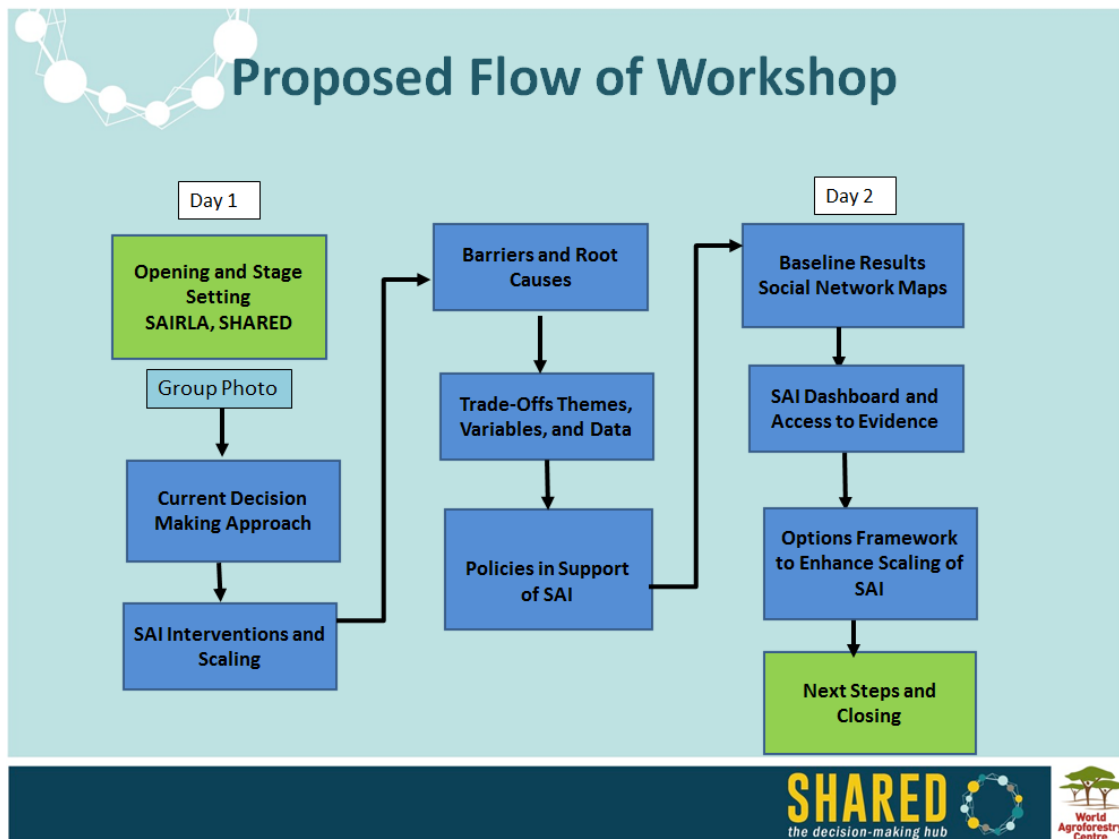 Proposed Flow of Workshop
Day 1
Opening and Stage
Setting
SAIRLA, SHARED
Group Photo
Current Decision
Making Approach
SAI Interventions and
Scaling
Barriers and Root
Causes
Trade-Offs Themes,
Variables, and Data
Policies in Support
of SAI
Day 2
Baseline Results
Social Network Maps
SAI Dashboard and
Access to Evidence
Options Framework
to Enhance Scaling of
SAI
Next Steps and
Closing
SHARED
the decision-making hub
World
Agroforestry
Centre